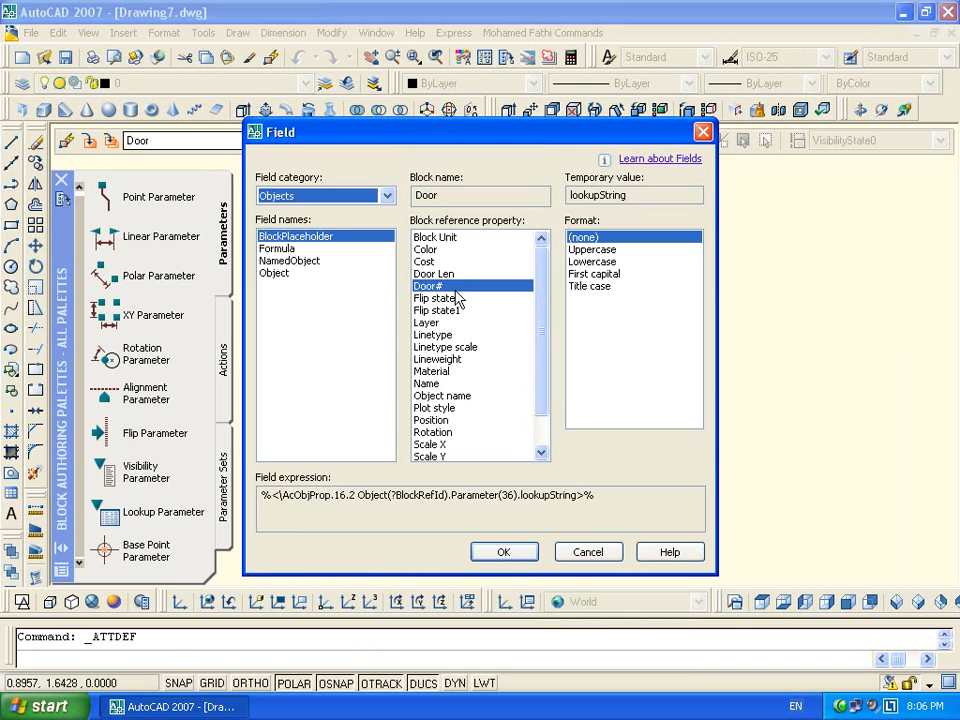 AutoCAD 2007 - [Drawing7.dwg]
File Edit View Insert Format Tools Draw Dimension Modify Window Help Express Mohamed Fathi Commands
Standard ISO-25 Standard
0 ByLayer ByLayer ByLayer ByColor
Door VisibilityState0
Field
Learn about Fields
Field category: Block name: Temporary value:
Objects Door lookupString
Field names: Block reference property: Format:
BlockPlaceholder
Formula
NamedObject
Object
Block Unit
Color
Cost
Door Len
Door#
Flip state
Flip state1
Layer
Linetype
Linetype scale
Lineweight
Material
Name
Object name
Plot style
Position
Rotation
Scale X
Scale Y
(none)
Uppercase
Lowercase
First capital
Title case
Field expression:
%<\AcObjProp.16.2 Object(?BlockRefId).Parameter(36).lookupString>%
OK Cancel Help
Point Parameter
Linear Parameter
Polar Parameter
XY Parameter
Rotation
Parameter
Alignment
Parameter
Flip Parameter
Visibility
Parameter
Lookup Parameter
Base Point
Parameter
Parameters
Actions
Parameter Sets
BLOCK AUTHORING PALETTES - ALL PALETTES
World
Command: _ATTDEF
0.8957, 1.6428, 0.0000 SNAP GRID ORTHO POLAR OSNAP OTRACK DUCS DYN LWT
start AutoCAD 2007 - [Dra... EN 8:06 PM